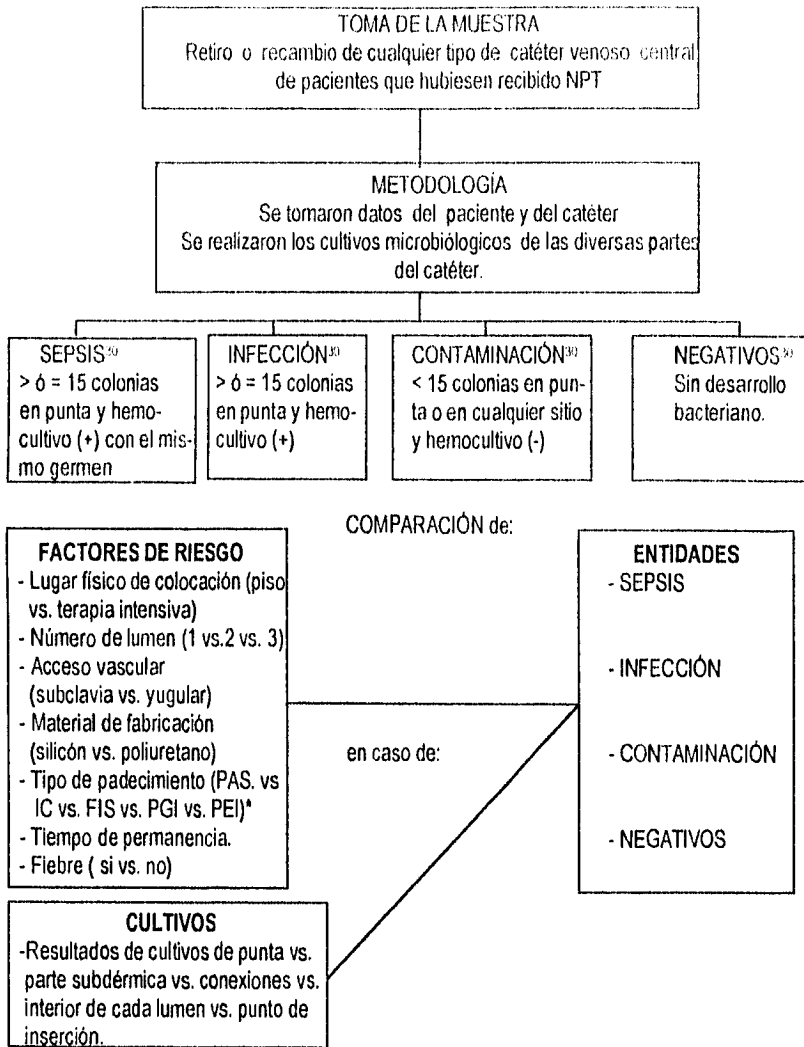 TOMA DE LA MUESTRA
Retiro o recambio de cualquier tipo de catéter venoso central
de pacientes que hubiesen recibido NPT
METODOLOGÍA
Se tomaron datos del paciente y del catéter
Se realizaron los cultivos microbiológicos de las diversas partes
del catéter.
SEPSIS³⁰
> ó = 15 colonias
en punta y hemo-
cultivo (+) con el mis-
mo germen
INFECCIÓN³⁰
> ó = 15 colonias
en punta y hemo-
cultivo (+)
CONTAMINACIÓN³⁰
< 15 colonias en pun-
ta o en cualquier sitio
y hemocultivo (-)
NEGATIVOS³⁰
Sin desarrollo
bacteriano.
COMPARACIÓN de:
FACTORES DE RIESGO
- Lugar físico de colocación (piso
vs. terapia intensiva)
- Número de lumen (1 vs.2 vs. 3)
- Acceso vascular
(subclavia vs. yugular)
- Material de fabricación
(silicón vs. poliuretano)
- Tipo de padecimiento (PAS. vs
IC vs. FIS vs. PGI vs. PEI)*
- Tiempo de permanencia.
- Fiebre ( si vs. no)
en caso de:
ENTIDADES
- SEPSIS
- INFECCIÓN
- CONTAMINACIÓN
- NEGATIVOS
CULTIVOS
-Resultados de cultivos de punta vs.
parte subdérmica vs. conexiones vs.
interior de cada lumen vs. punto de
inserción.